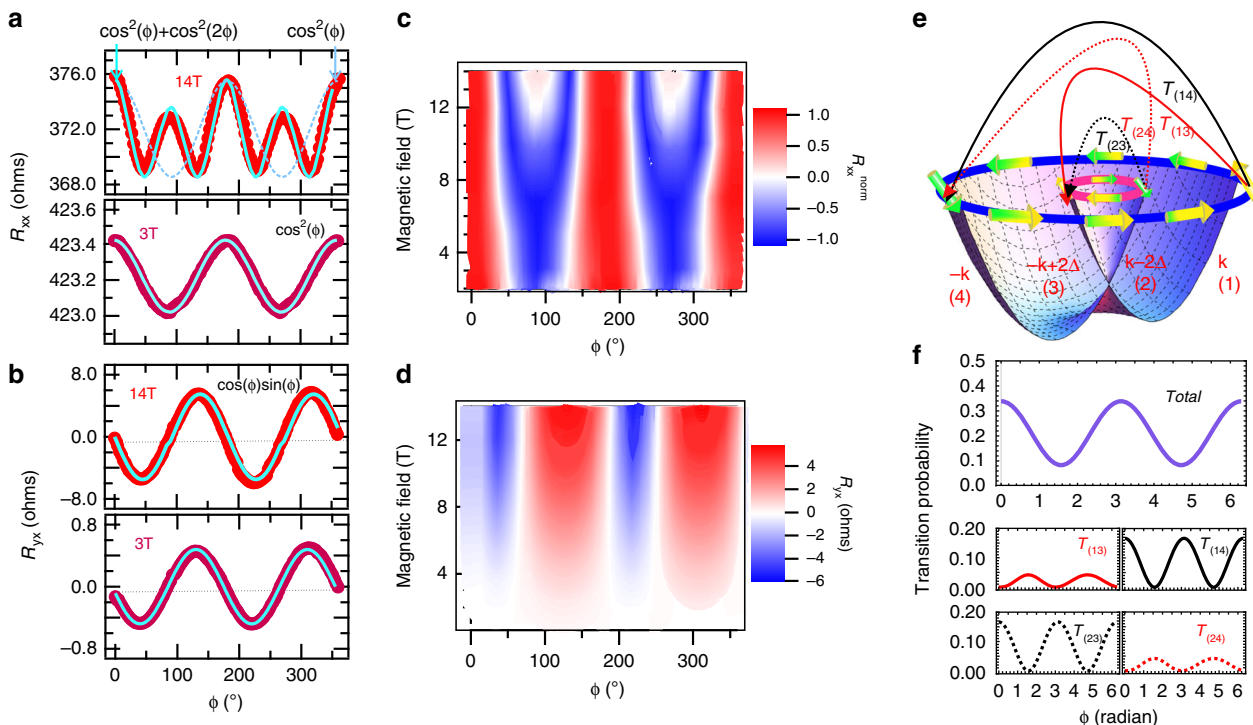 a
cos²(ϕ)+cos²(2ϕ) cos²(ϕ)
376.0
14T
372.0
368.0
423.6
423.4
3T
cos²(ϕ)
423.2
423.0
Rxx (ohms)
b
8.0
14T
cos(ϕ)sin(ϕ)
0.0
−8.0
0.8
3T
0.0
−0.8
Ryx (ohms)
0 100 200 300
ϕ (°)
c
Magnetic field (T)
12
8
4
0 100 200 300
ϕ (°)
1.0
0.5
0.0
−0.5
−1.0
Rxx_norm
d
Magnetic field (T)
12
8
4
0 100 200 300
ϕ (°)
4
2
0
−2
−4
−6
Ryx (ohms)
e
T(14)
T(24) T(13)
T(23)
−k
(4)
−k+2Δ
(3)
k−2Δ
(2)
k
(1)
f
Transition probability
0.5
0.4
0.3
0.2
0.1
0.0
Total
0 1 2 3 4 5 6
0.20
0.10
0.00
T(13)
T(14)
0.20
0.10
0.00
T(23)
T(24)
0 1 2 3 4 5 6 0 1 2 3 4 5 6
ϕ (radian)